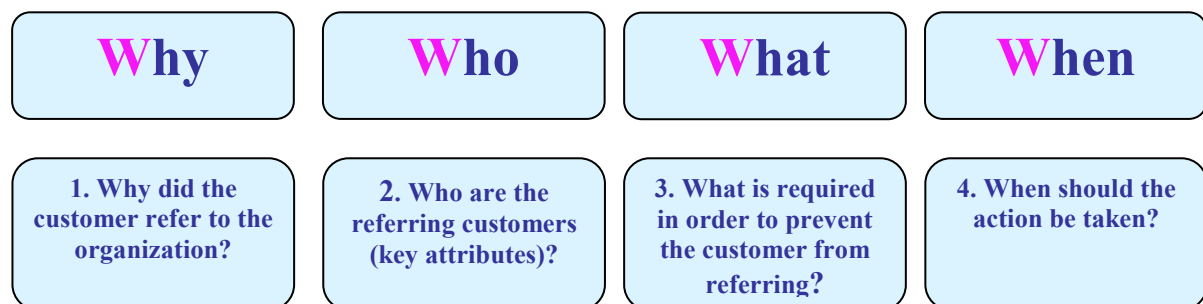 Why
Who
What
When
1. Why did the
customer refer to the
organization?
2. Who are the
referring customers
(key attributes)?
3. What is required
in order to prevent
the customer from
referring?
4. When should the
action be taken?